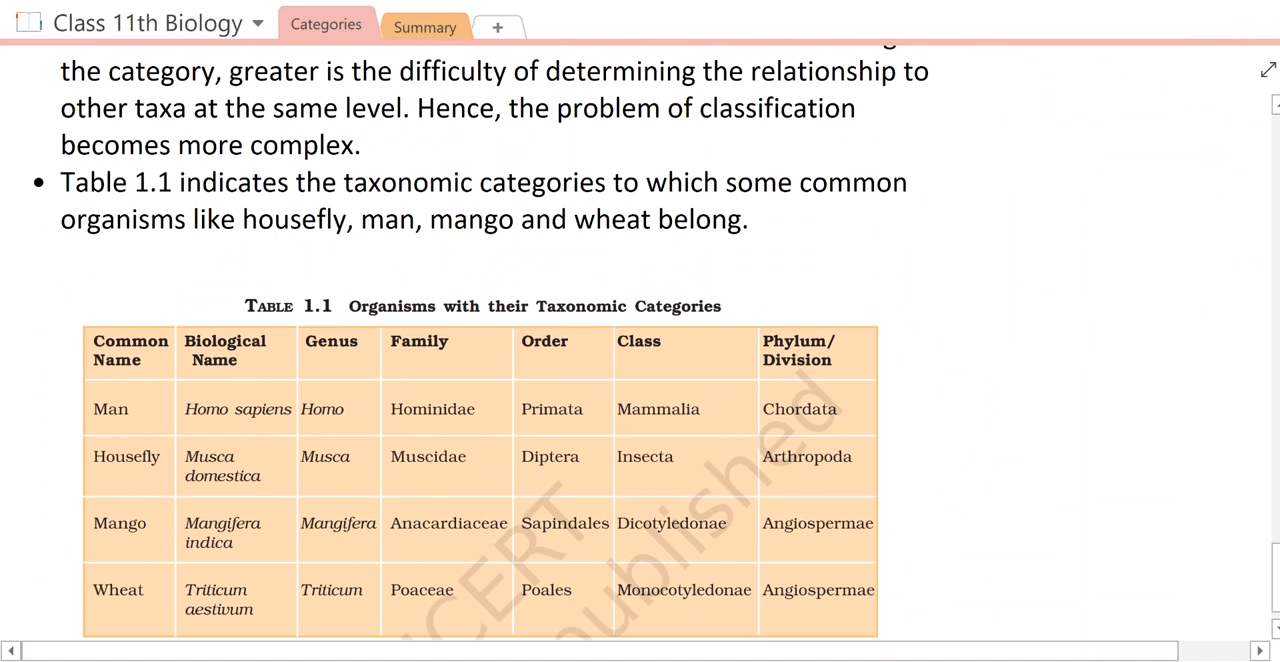 Class 11th Biology
Categories
Summary
+
the category, greater is the difficulty of determining the relationship to
other taxa at the same level. Hence, the problem of classification
becomes more complex.
• Table 1.1 indicates the taxonomic categories to which some common
organisms like housefly, man, mango and wheat belong.
TABLE 1.1 Organisms with their Taxonomic Categories
Common Name Biological Name Genus Family Order Class Phylum/ Division
Man Homo sapiens Homo Hominidae Primata Mammalia Chordata
Housefly Musca domestica Musca Muscidae Diptera Insecta Arthropoda
Mango Mangifera indica Mangifera Anacardiaceae Sapindales Dicotyledonae Angiospermae
Wheat Triticum aestivum Triticum Poaceae Poales Monocotyledonae Angiospermae
published